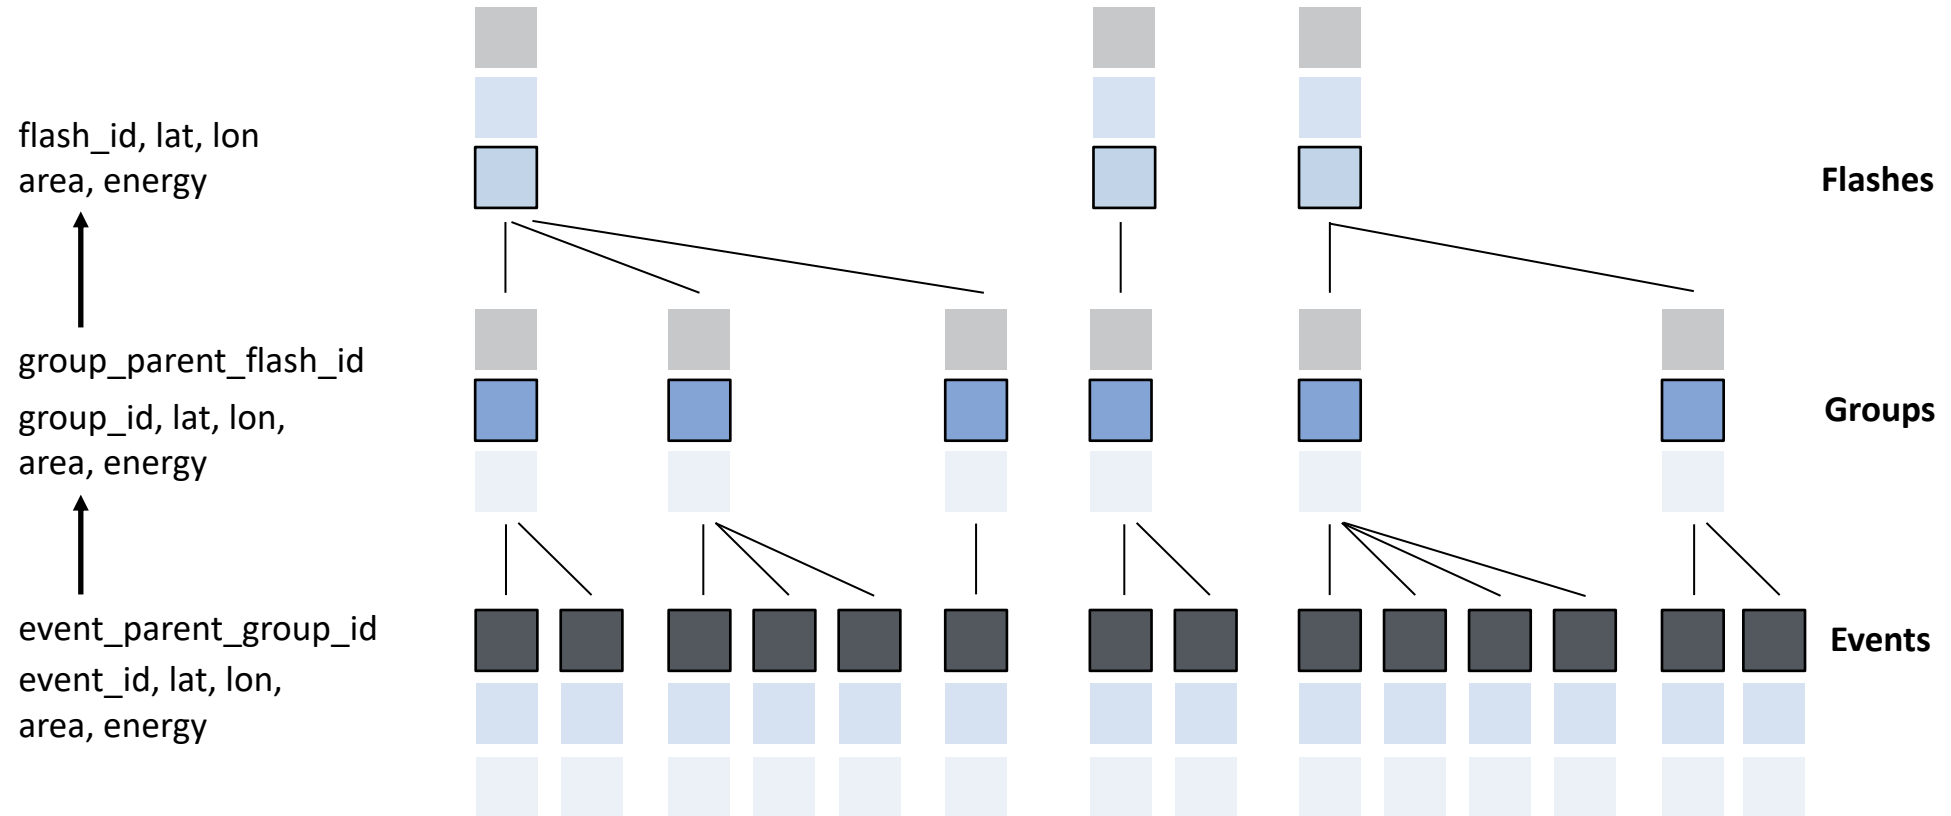 flash_id, lat, lon
area, energy
Flashes
group_parent_flash_id
group_id, lat, lon,
area, energy
Groups
event_parent_group_id
event_id, lat, lon,
area, energy
Events